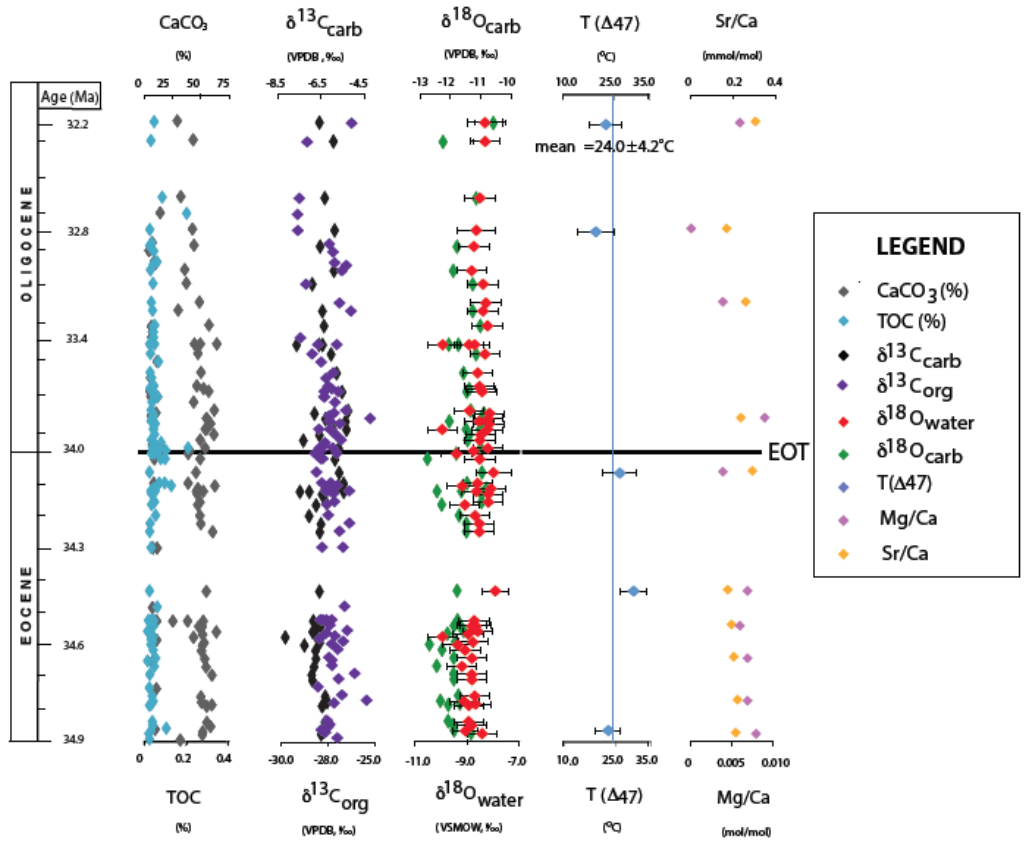 CaCO₃ δ¹³Ccarb δ¹⁸Ocarb T (Δ47) Sr/Ca
(%) (VPDB, ‰) (VPDB, ‰) (ºC) (mmol/mol)
0 25 50 75 -8.5 -6.5 -4.5 -13 -12 -11 -10 10.0 25.0 35.0 0 0.2 0.4
Age (Ma)
32.2
mean =24.0±4.2°C
32.8
33.4
34.0
EOT
34.3
34.6
34.9
OLIGOCENE
EOCENE
0 0.2 0.4 -30.0 -25.0 -11.0 -9.0 -7.0 10.0 25.0 35.0 0 0.005 0.010
TOC δ¹³Corg δ¹⁸Owater T (Δ47) Mg/Ca
(%) (VPDB, ‰) (VSMOW, ‰) (ºC) (mol/mol)
LEGEND
CaCO₃ (%)
TOC (%)
δ¹³Ccarb
δ¹³Corg
δ¹⁸Owater
δ¹⁸Ocarb
T(Δ47)
Mg/Ca
Sr/Ca